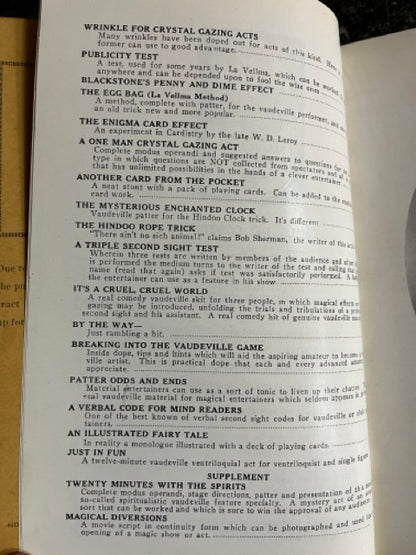 WRINKLE FOR CRYSTAL GAZING ACTS
Many wrinkles have been doped out for acts of this kind. Here
former can use to good advantage.
PUBLICITY TEST
A test, used for some years by La Vellma, which can be worked
anywhere and can be depended upon to fool the wise ones
BLACKSTONE'S PENNY AND DIME EFFECT
THE EGG BAG (La Vellma Method)
A method, complete with patter, for the vaudeville performer, and
an old trick new and more popular.
THE ENIGMA CARD EFFECT
An experiment in Cardistry by the late W. D. Leroy
A ONE MAN CRYSTAL GAZING ACT
Complete modus operandi and suggested answers to questions for
type in which questions are NOT collected from spectators and
that has unlimited possibilities in the hands of a clever entertainer.
ANOTHER CARD FROM THE POCKET
A neat stunt with a pack of playing cards. Can be added to the
card work.
THE MYSTERIOUS ENCHANTED CLOCK
Vaudeville patter for the Hindoo Clock trick. It's different
THE HINDOO ROPE TRICK
"There ain't no sich animal!" claims Bob Sherman, the writer of this
A TRIPLE SECOND SIGHT TEST
Wherein three tests are written by members of the audience and
is performed the medium turns to the writer of the test and calling
name (read that again) asks if test was satisfactorily performed. A
the entertainer can use as a feature in his show.
IT'S A CRUEL, CRUEL WORLD
A real comedy vaudeville skit for three people, in which magical effects
gazing may be introduced, unfolding the trials and tribulations of a
second sight and his assistant. A real comedy hit of genuine vaudeville
BY THE WAY—
Just rambling a bit.
BREAKING INTO THE VAUDEVILLE GAME
Inside dope, tips and hints which will aid the aspiring amateur to become
ville artist. This is practical dope that each and every advanced
appreciate.
PATTER ODDS AND ENDS
Material entertainers can use as a sort of tonic to liven up their
real vaudeville material for magical entertainers which seldom appears in
A VERBAL CODE FOR MIND READERS
One of the best known of verbal second sight codes for vaudeville or club
tainers.
AN ILLUSTRATED FAIRY TALE
In reality a monologue illustrated with a deck of playing cards.
JUST IN FUN
A twelve-minute vaudeville ventriloquial act for ventriloquist and single figure
SUPPLEMENT
TWENTY MINUTES WITH THE SPIRITS
Complete modus operandi, stage directions, patter and presentation of this
so-called spiritualistic vaudeville feature specialty. A mystery act of an
sort that can be worked and which is sure to win the approval of any audience
MAGICAL DIVERSIONS
A movie script in continuity form which can be photographed and used for
opening of a magic show or act.
Due to
the pu
tract
up for